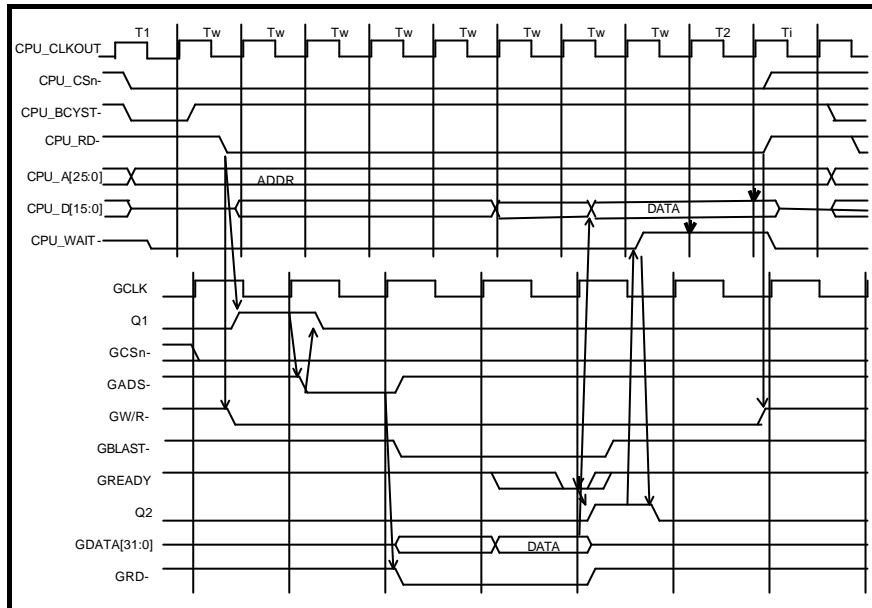 T1 Tw Tw Tw Tw Tw Tw Tw Tw T2 Ti
CPU_CLKOUT
CPU_CSn-
CPU_BCYST-
CPU_RD-
CPU_A[25:0]
ADDR
CPU_D[15:0]
DATA
CPU_WAIT -
GCLK
Q1
GCSn-
GADS-
GW/R-
GBLAST-
GREADY
Q2
GDATA[31:0]
DATA
GRD-